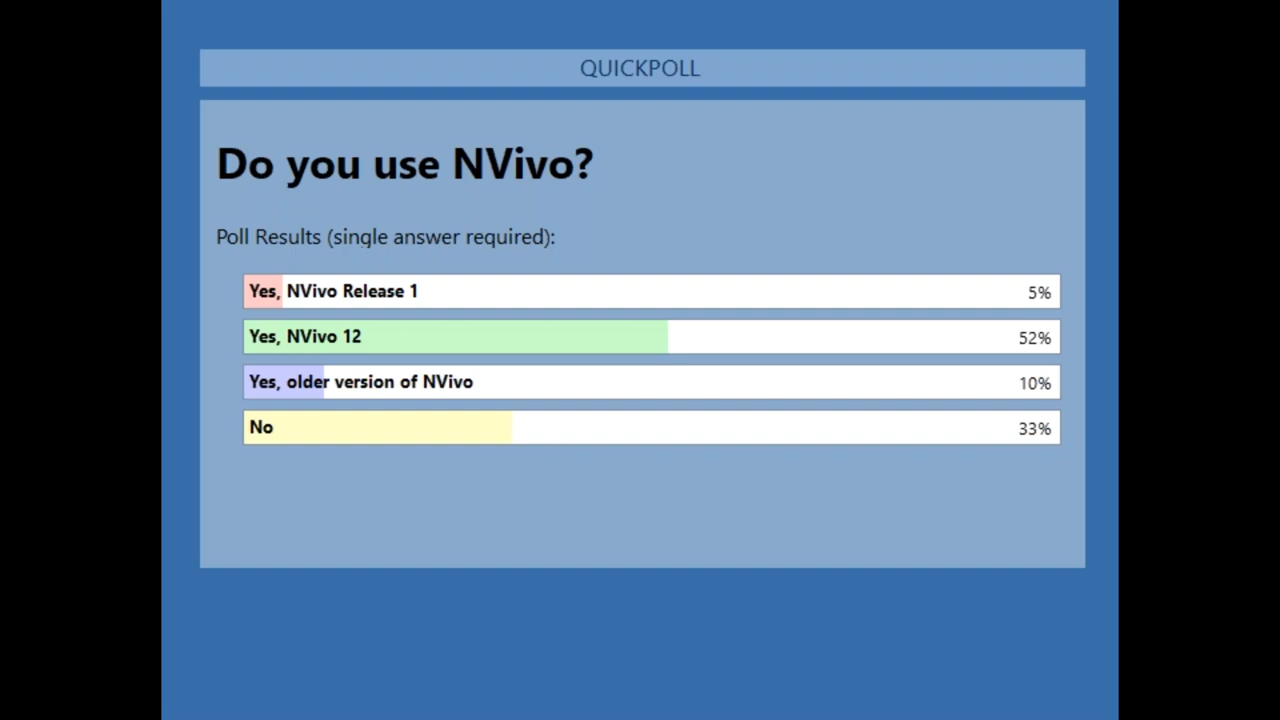 QUICKPOLL
Do you use NVivo?
Poll Results (single answer required):
Yes, NVivo Release 1 5%
Yes, NVivo 12 52%
Yes, older version of NVivo 10%
No 33%